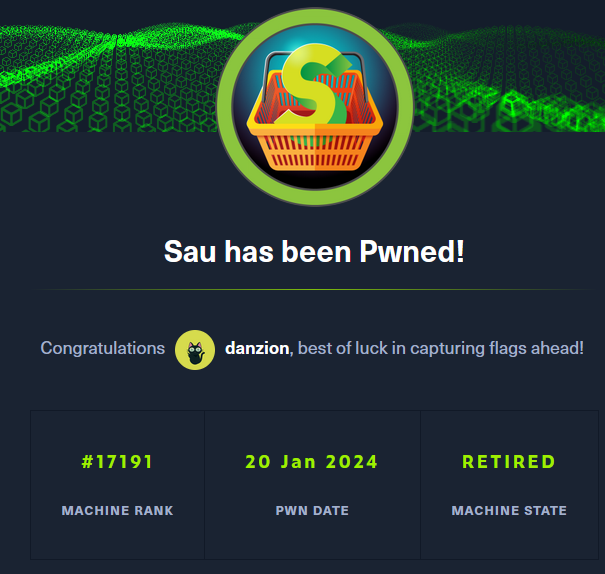 Sau has been Pwned!
Congratulations danzion, best of luck in capturing flags ahead!
#17191 20 Jan 2024 RETIRED
MACHINE RANK PWN DATE MACHINE STATE